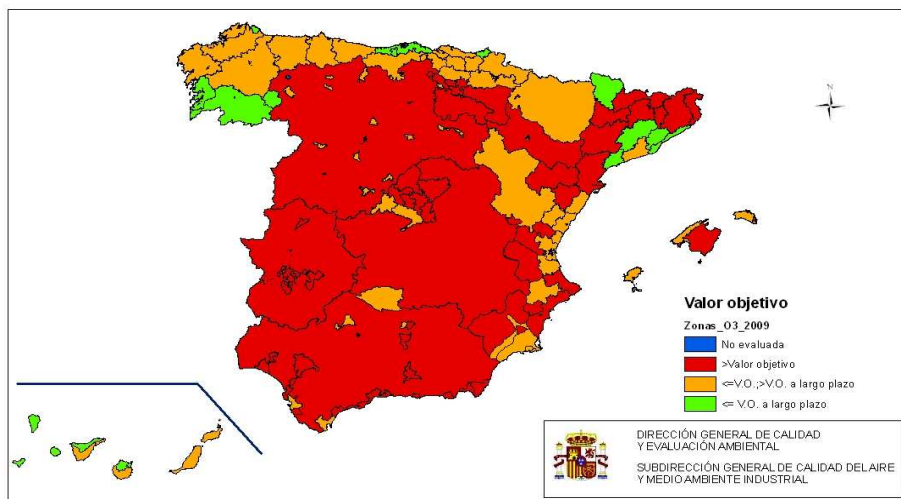 N
Valor objetivo
Zonas_O3_2009
No evaluada
>Valor objetivo
<=V.O.;>V.O. a largo plazo
<= V.O. a largo plazo
DIRECCIÓN GENERAL DE CALIDAD
Y EVALUACIÓN AMBIENTAL
SUBDIRECCIÓN GENERAL DE CALIDAD DEL AIRE
Y MEDIO AMBIENTE INDUSTRIAL